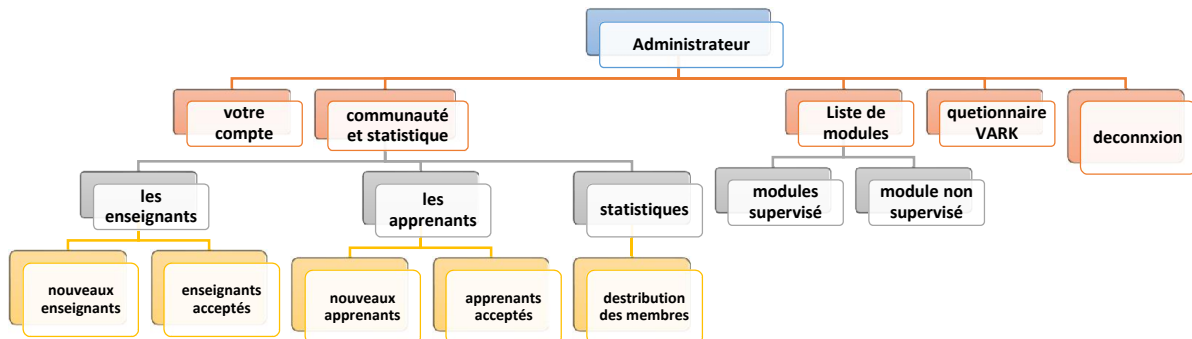 Administrateur
votre
compte
communauté
et statistique
Liste de
modules
quetionnaire
VARK
deconnxion
les
enseignants
les
apprenants
statistiques
modules
supervisé
module non
supervisé
nouveaux
enseignants
enseignants
acceptés
nouveaux
apprenants
apprenants
acceptés
destribution
des membres